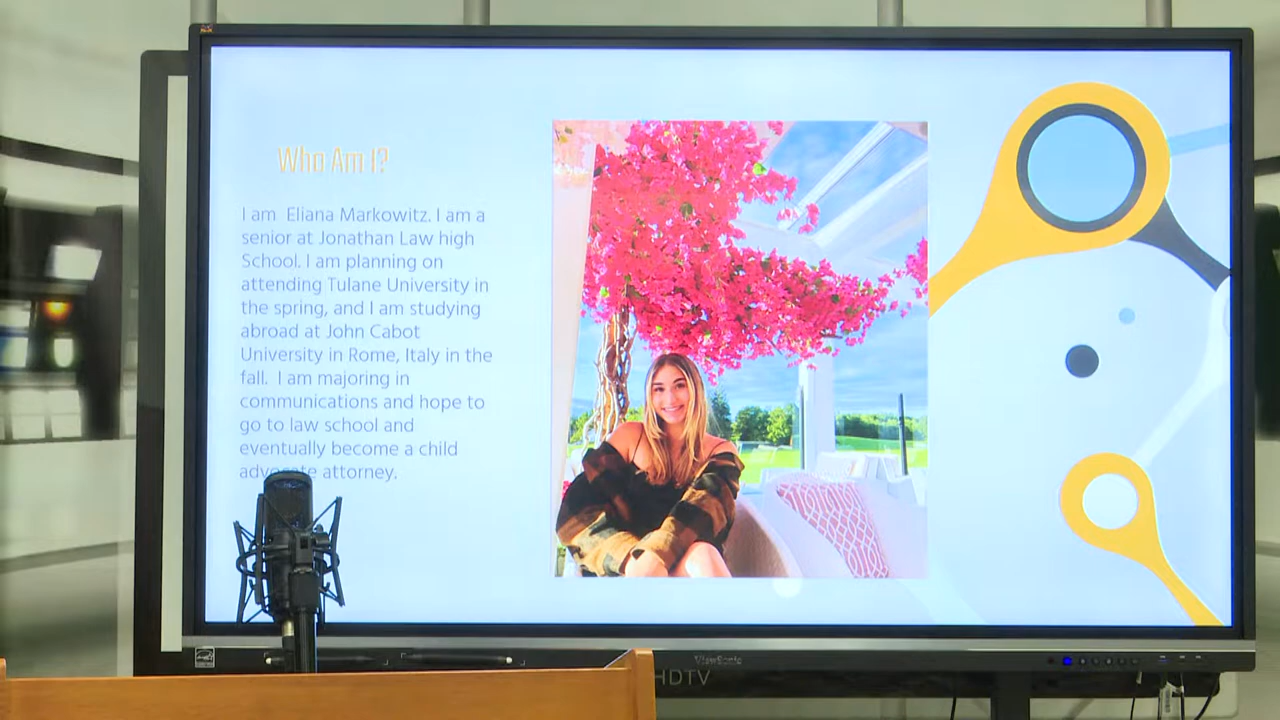 Who Am I?
I am Eliana Markowitz. I am a
senior at Jonathan Law high
School. I am planning on
attending Tulane University in
the spring, and I am studying
abroad at John Cabot
University in Rome, Italy in the
fall. I am majoring in
communications and hope to
go to law school and
eventually become a child
advocate attorney.
ViewSonic
HDTV